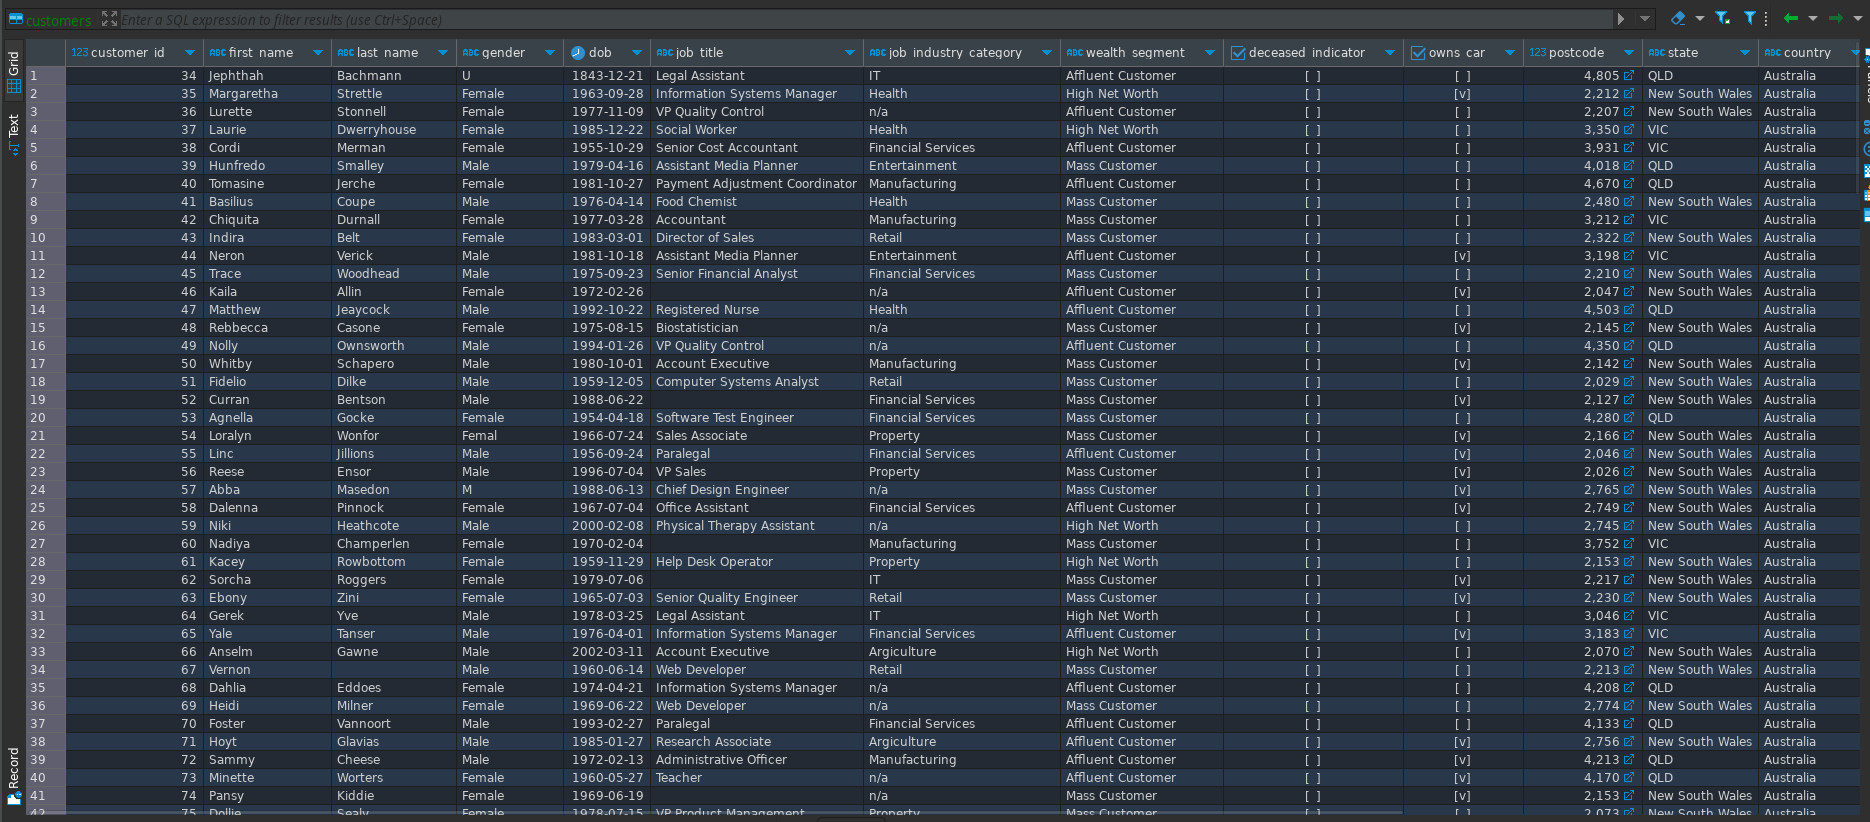 customers Enter a SQL expression to filter results (use Ctrl+Space)
Grid
Text
Record
123 customer_id ABC first_name ABC last_name ABC gender dob ABC job_title ABC job_industry_category ABC wealth_segment deceased_indicator owns_car 123 postcode ABC state ABC country
1 34 Jephthah Bachmann U 1843-12-21 Legal Assistant IT Affluent Customer [ ] [ ] 4,805 QLD Australia
2 35 Margaretha Strettle Female 1963-09-28 Information Systems Manager Health High Net Worth [ ] [v] 2,212 New South Wales Australia
3 36 Lurette Stonnell Female 1977-11-09 VP Quality Control n/a Affluent Customer [ ] [ ] 2,207 New South Wales Australia
4 37 Laurie Dwerryhouse Female 1985-12-22 Social Worker Health High Net Worth [ ] [ ] 3,350 VIC Australia
5 38 Cordi Merman Female 1955-10-29 Senior Cost Accountant Financial Services Affluent Customer [ ] [ ] 3,931 VIC Australia
6 39 Hunfredo Smalley Male 1979-04-16 Assistant Media Planner Entertainment Mass Customer [ ] [ ] 4,018 QLD Australia
7 40 Tomasine Jerche Female 1981-10-27 Payment Adjustment Coordinator Manufacturing Affluent Customer [ ] [ ] 4,670 QLD Australia
8 41 Basilius Coupe Male 1976-04-14 Food Chemist Health Mass Customer [ ] [ ] 2,480 New South Wales Australia
9 42 Chiquita Durnall Female 1977-03-28 Accountant Manufacturing Mass Customer [ ] [ ] 3,212 VIC Australia
10 43 Indira Belt Female 1983-03-01 Director of Sales Retail Mass Customer [ ] [ ] 2,322 New South Wales Australia
11 44 Neron Verick Male 1981-10-18 Assistant Media Planner Entertainment Affluent Customer [ ] [v] 3,198 VIC Australia
12 45 Trace Woodhead Male 1975-09-23 Senior Financial Analyst Financial Services Mass Customer [ ] [ ] 2,210 New South Wales Australia
13 46 Kaila Allin Female 1972-02-26 n/a Affluent Customer [ ] [v] 2,047 New South Wales Australia
14 47 Matthew Jeaycock Male 1992-10-22 Registered Nurse Health Affluent Customer [ ] [ ] 4,503 QLD Australia
15 48 Rebbecca Casone Female 1975-08-15 Biostatistician n/a Mass Customer [ ] [v] 2,145 New South Wales Australia
16 49 Nolly Ownsworth Male 1994-01-26 VP Quality Control n/a Affluent Customer [ ] [ ] 4,350 QLD Australia
17 50 Whitby Schapero Male 1980-10-01 Account Executive Manufacturing Mass Customer [ ] [v] 2,142 New South Wales Australia
18 51 Fidelio Dilke Male 1959-12-05 Computer Systems Analyst Retail Mass Customer [ ] [ ] 2,029 New South Wales Australia
19 52 Curran Bentson Male 1988-06-22 Financial Services Mass Customer [ ] [v] 2,127 New South Wales Australia
20 53 Agnella Gocke Female 1954-04-18 Software Test Engineer Financial Services Mass Customer [ ] [ ] 4,280 QLD Australia
21 54 Loralyn Wonfor Femal 1966-07-24 Sales Associate Property Mass Customer [ ] [v] 2,166 New South Wales Australia
22 55 Linc Jillions Male 1956-09-24 Paralegal Financial Services Affluent Customer [ ] [v] 2,046 New South Wales Australia
23 56 Reese Ensor Male 1996-07-04 VP Sales Property Mass Customer [ ] [v] 2,026 New South Wales Australia
24 57 Abba Masedon M 1988-06-13 Chief Design Engineer n/a Mass Customer [ ] [v] 2,765 New South Wales Australia
25 58 Dalenna Pinnock Female 1967-07-04 Office Assistant Financial Services Affluent Customer [ ] [v] 2,749 New South Wales Australia
26 59 Niki Heathcote Male 2000-02-08 Physical Therapy Assistant n/a High Net Worth [ ] [ ] 2,745 New South Wales Australia
27 60 Nadiya Champerlen Female 1970-02-04 Manufacturing Mass Customer [ ] [ ] 3,752 VIC Australia
28 61 Kacey Rowbottom Female 1959-11-29 Help Desk Operator Property High Net Worth [ ] [ ] 2,153 New South Wales Australia
29 62 Sorcha Roggers Female 1979-07-06 IT Mass Customer [ ] [v] 2,217 New South Wales Australia
30 63 Ebony Zini Female 1965-07-03 Senior Quality Engineer Retail Mass Customer [ ] [v] 2,230 New South Wales Australia
31 64 Gerek Yve Male 1978-03-25 Legal Assistant IT High Net Worth [ ] [ ] 3,046 VIC Australia
32 65 Yale Tanser Male 1976-04-01 Information Systems Manager Financial Services Affluent Customer [ ] [v] 3,183 VIC Australia
33 66 Anselm Gawne Male 2002-03-11 Account Executive Argiculture High Net Worth [ ] [ ] 2,070 New South Wales Australia
34 67 Vernon Male 1960-06-14 Web Developer Retail Mass Customer [ ] [ ] 2,213 New South Wales Australia
35 68 Dahlia Eddoes Female 1974-04-21 Information Systems Manager n/a Affluent Customer [ ] [ ] 4,208 QLD Australia
36 69 Heidi Milner Female 1969-06-22 Web Developer n/a Mass Customer [ ] [ ] 2,774 New South Wales Australia
37 70 Foster Vannoort Male 1993-02-27 Paralegal Financial Services Affluent Customer [ ] [ ] 4,133 QLD Australia
38 71 Hoyt Glavias Male 1985-01-27 Research Associate Argiculture Affluent Customer [ ] [v] 2,756 New South Wales Australia
39 72 Sammy Cheese Male 1972-02-13 Administrative Officer Manufacturing Affluent Customer [ ] [v] 4,213 QLD Australia
40 73 Minette Worters Female 1960-05-27 Teacher n/a Affluent Customer [ ] [v] 4,170 QLD Australia
41 74 Pansy Kiddie Female 1969-06-19 n/a Mass Customer [ ] [v] 2,153 New South Wales Australia
42 75 Dollie Sealy Female 1978-07-15 VP Product Management Property Mass Customer [ ] [ ] 2,073 New South Wales Australia